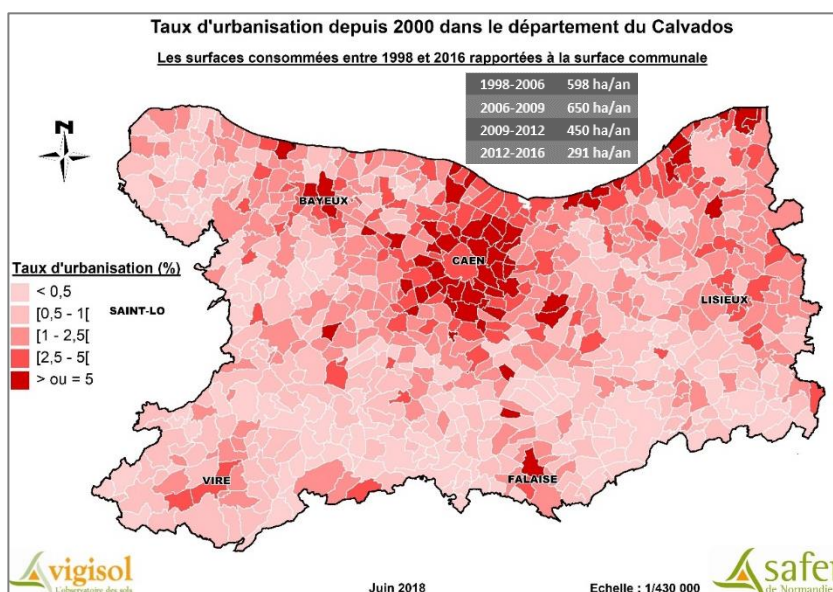 Taux d'urbanisation depuis 2000 dans le département du Calvados
Les surfaces consommées entre 1998 et 2016 rapportées à la surface communale
1998-2006 598 ha/an
2006-2009 650 ha/an
2009-2012 450 ha/an
2012-2016 291 ha/an
N
BAYEUX
CAEN
LISIEUX
SAINT-LO
VIRE
FALAISE
Taux d'urbanisation (%)
< 0,5
[0,5 - 1[
[1 - 2,5[
[2,5 - 5[
> ou = 5
vigisol
L'observatoire des sols
Juin 2018
Echelle : 1/430 000
safer
de Normandie